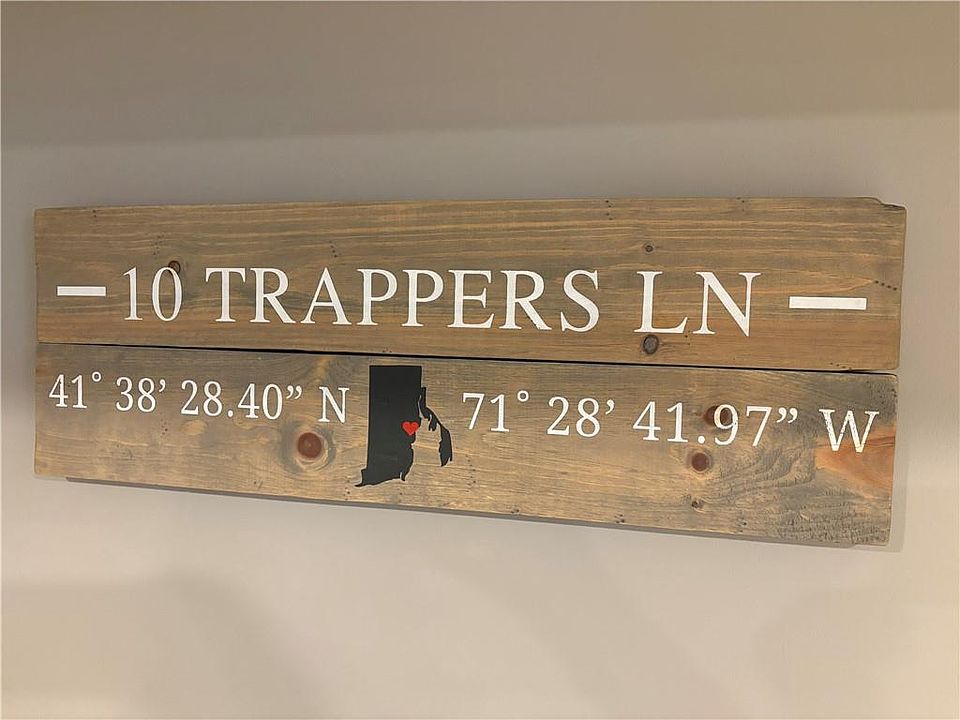 10 TRAPPERS LN
41° 38’ 28.40” N 71° 28’ 41.97” W